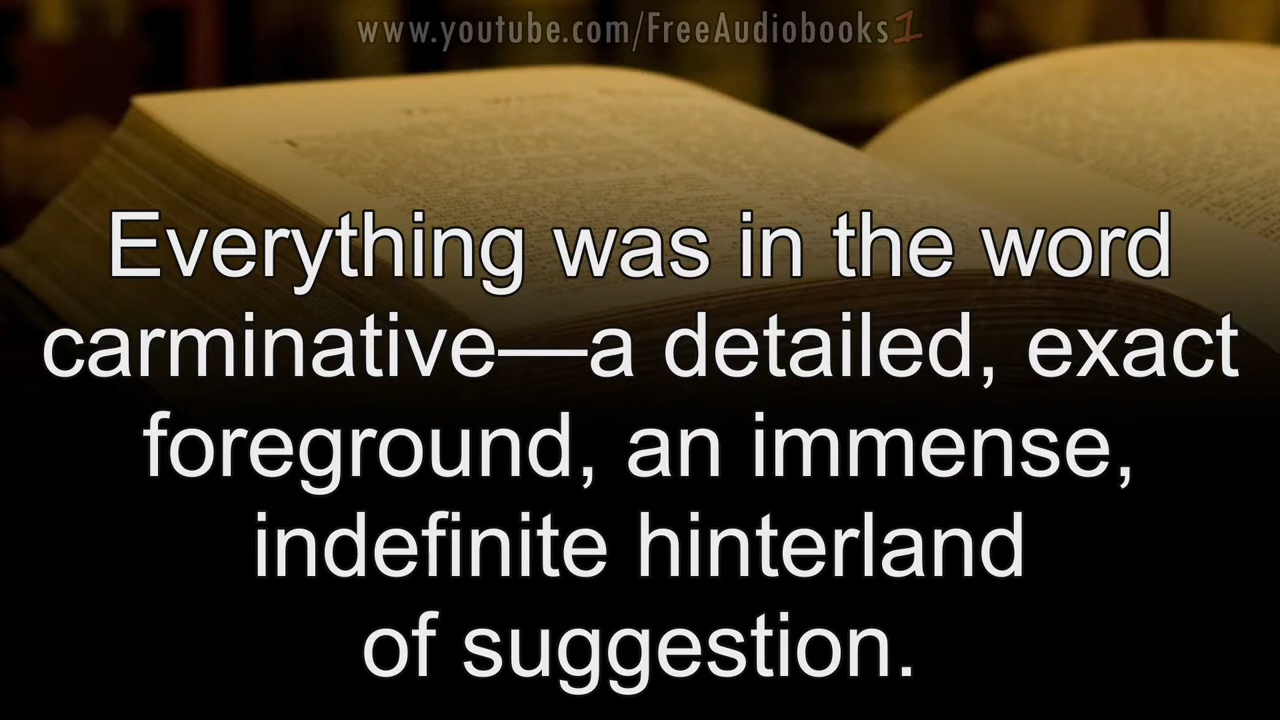 www.youtube.com/FreeAudiobooks1
Everything was in the word
carminative—a detailed, exact
foreground, an immense,
indefinite hinterland
of suggestion.